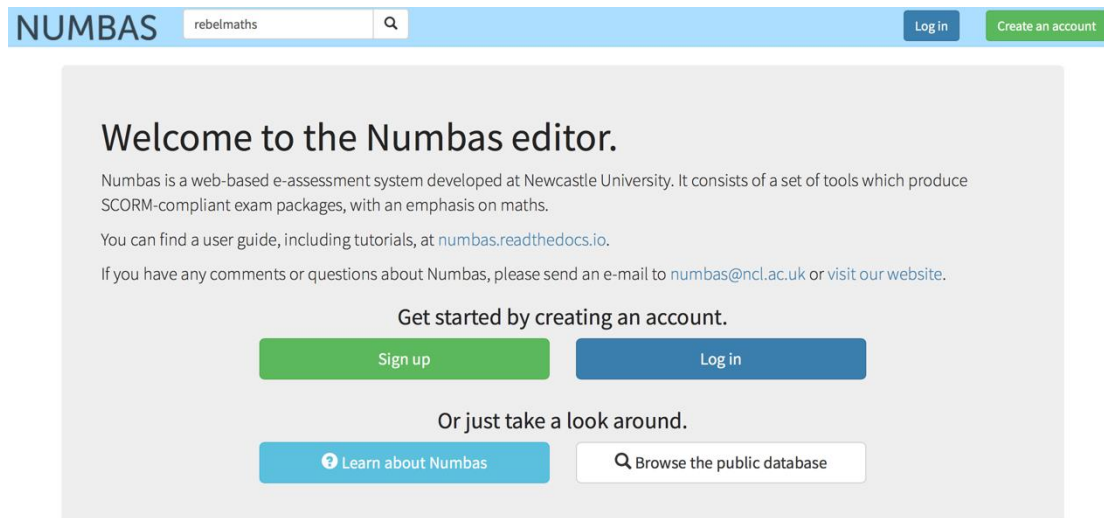 NUMBAS rebelmaths Log in Create an account
Welcome to the Numbas editor.
Numbas is a web-based e-assessment system developed at Newcastle University. It consists of a set of tools which produce
SCORM-compliant exam packages, with an emphasis on maths.
You can find a user guide, including tutorials, at numbas.readthedocs.io.
If you have any comments or questions about Numbas, please send an e-mail to numbas@ncl.ac.uk or visit our website.
Get started by creating an account.
Sign up Log in
Or just take a look around.
Learn about Numbas Browse the public database